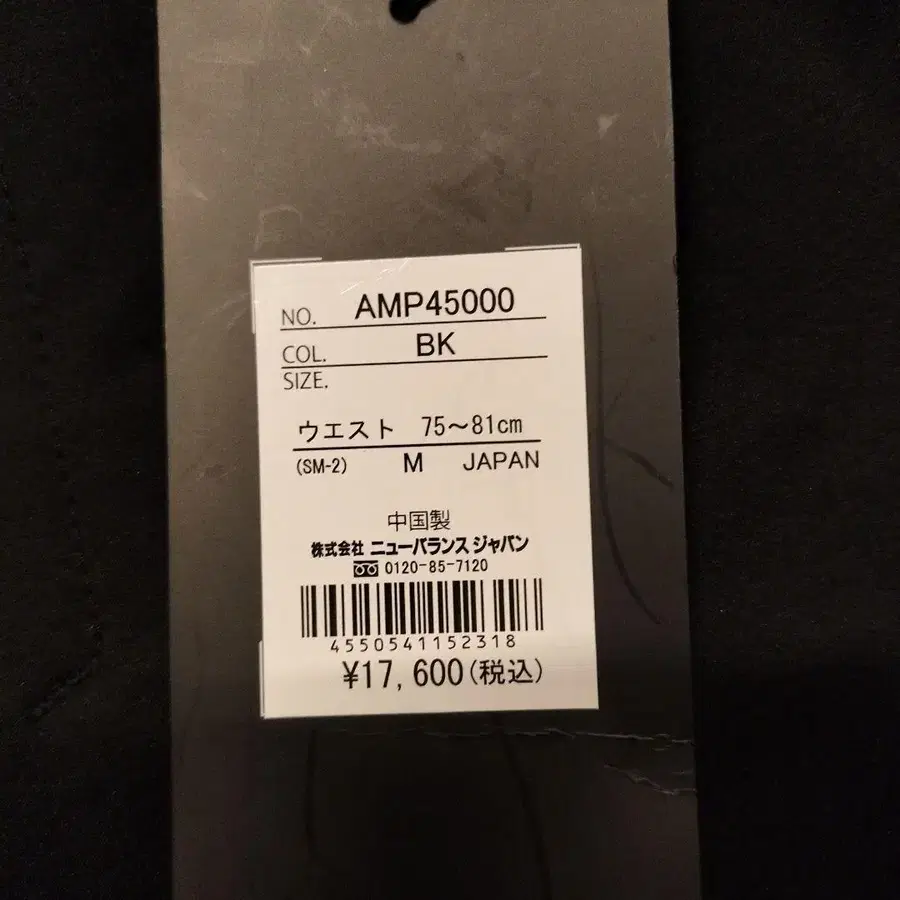 NO. AMP45000
COL. BK
SIZE.
ウエスト 75～81cm
(SM-2) M JAPAN
中国製
株式会社 ニューバランス ジャパン
0120-85-7120
4550541152318
¥17,600(税込)